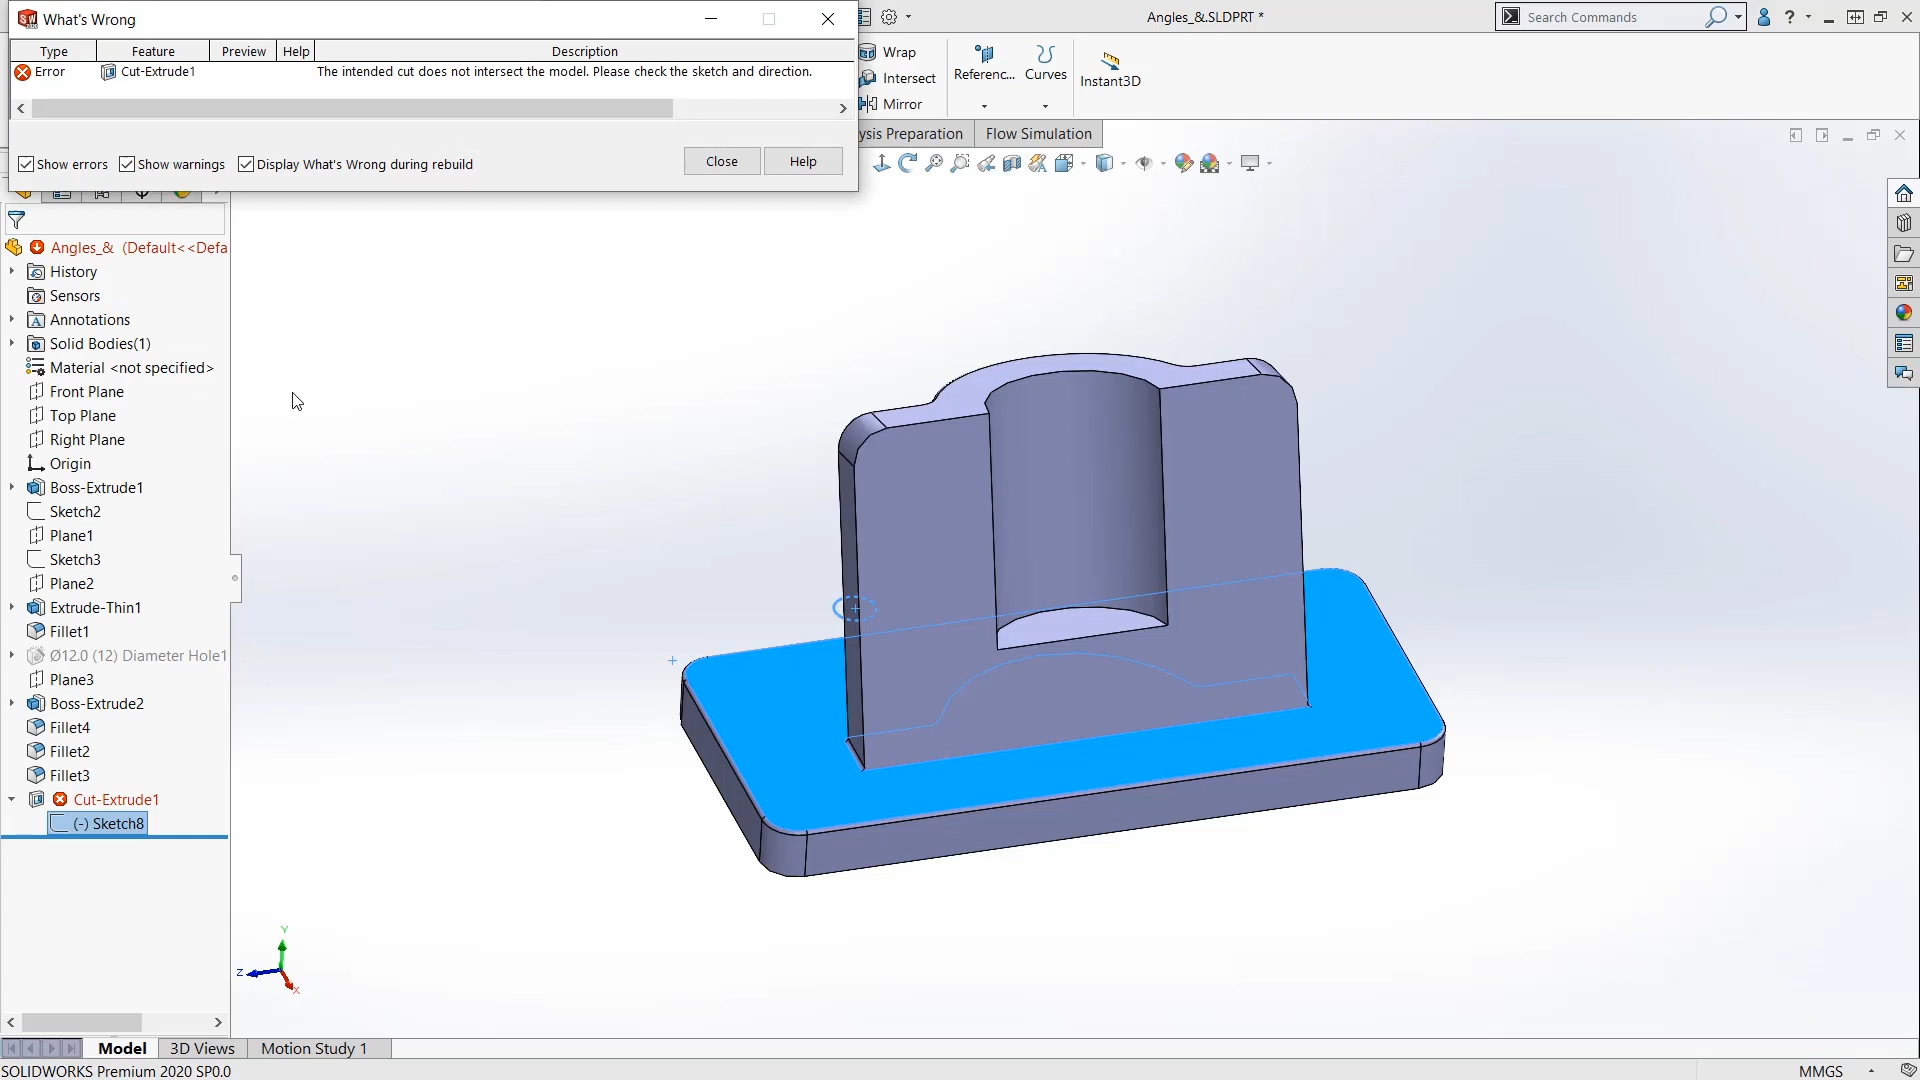 What's Wrong
Type Feature Preview Help Description
Error Cut-Extrude1 The intended cut does not intersect the model. Please check the sketch and direction.
Show errors Show warnings Display What's Wrong during rebuild Close Help
Angles_&.SLDPRT *
Search Commands
Wrap
Intersect
Mirror
Referenc...
Curves
Instant3D
ysis Preparation Flow Simulation
Angles_& (Default<<Defa
History
Sensors
Annotations
Solid Bodies(1)
Material <not specified>
Front Plane
Top Plane
Right Plane
Origin
Boss-Extrude1
Sketch2
Plane1
Sketch3
Plane2
Extrude-Thin1
Fillet1
Ø12.0 (12) Diameter Hole1
Plane3
Boss-Extrude2
Fillet4
Fillet2
Fillet3
Cut-Extrude1
(-) Sketch8
Y
Z
X
Model 3D Views Motion Study 1
SOLIDWORKS Premium 2020 SP0.0
MMGS